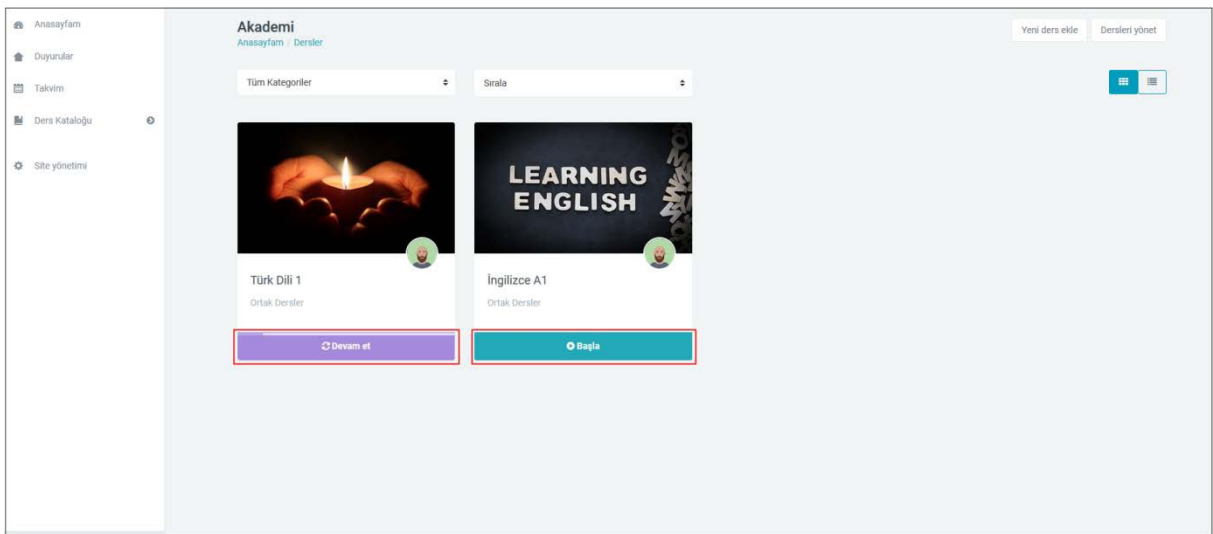 Anasayfam
Duyurular
Takvim
Ders Kataloğu
Site yönetimi
Akademi
Anasayfam / Dersler
Yeni ders ekle
Dersleri yönet
Tüm Kategoriler
Sırala
LEARNING
ENGLISH
Türk Dili 1
Ortak Dersler
Devam et
İngilizce A1
Ortak Dersler
Başla